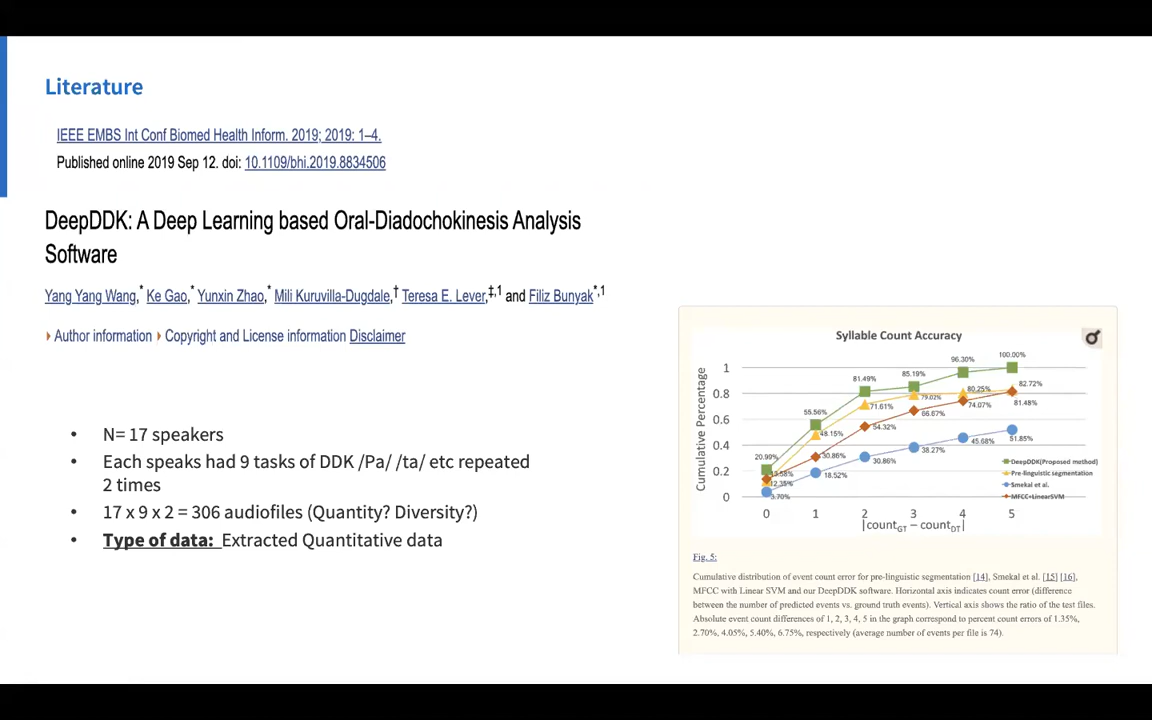 Literature
IEEE EMBS Int Conf Biomed Health Inform. 2019; 2019: 1–4.
Published online 2019 Sep 12. doi: 10.1109/bhi.2019.8834506
DeepDDK: A Deep Learning based Oral-Diadochokinesis Analysis
Software
Yang Yang Wang,* Ke Gao,* Yunxin Zhao,* Mili Kuruvilla-Dugdale,† Teresa E. Lever,‡,1 and Filiz Bunyak*,1
Author information Copyright and License information Disclaimer
• N= 17 speakers
• Each speaks had 9 tasks of DDK /Pa/ /ta/ etc repeated
2 times
• 17 x 9 x 2 = 306 audiofiles (Quantity? Diversity?)
• Type of data: Extracted Quantitative data
Syllable Count Accuracy
Cumulative Percentage
1
0.8
0.6
0.4
0.2
0
20.99% 55.56% 81.49% 85.19% 96.30% 100.00%
12.35% 48.15% 71.61% 79.02% 80.25% 82.72%
13.58% 30.86% 54.32% 66.67% 74.07% 81.48%
3.70% 18.52% 30.86% 38.27% 45.68% 51.85%
DeepDDK(Proposed method)
Pre-linguistic segmentation
Smekal et al.
MFCC+LinearSVM
0 1 2 3 4 5
|countGT − countDT|
Fig. 5:
Cumulative distribution of event count error for pre-linguistic segmentation [14], Smekal et al. [15] [16],
MFCC with Linear SVM and our DeepDDK software. Horizontal axis indicates count error (difference
between the number of predicted events vs. ground truth events). Vertical axis shows the ratio of the test files.
Absolute event count differences of 1, 2, 3, 4, 5 in the graph correspond to percent count errors of 1.35%,
2.70%, 4.05%, 5.40%, 6.75%, respectively (average number of events per file is 74).